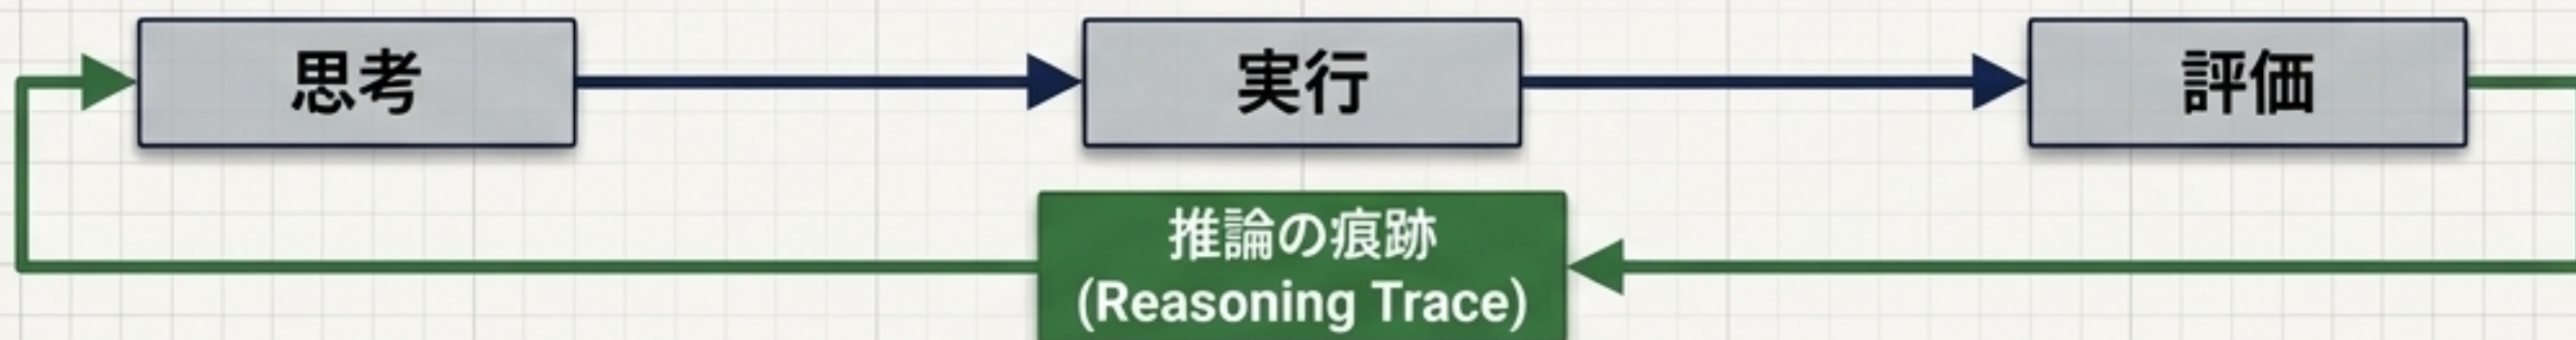 思考
実行
評価
推論の痕跡
(Reasoning Trace)